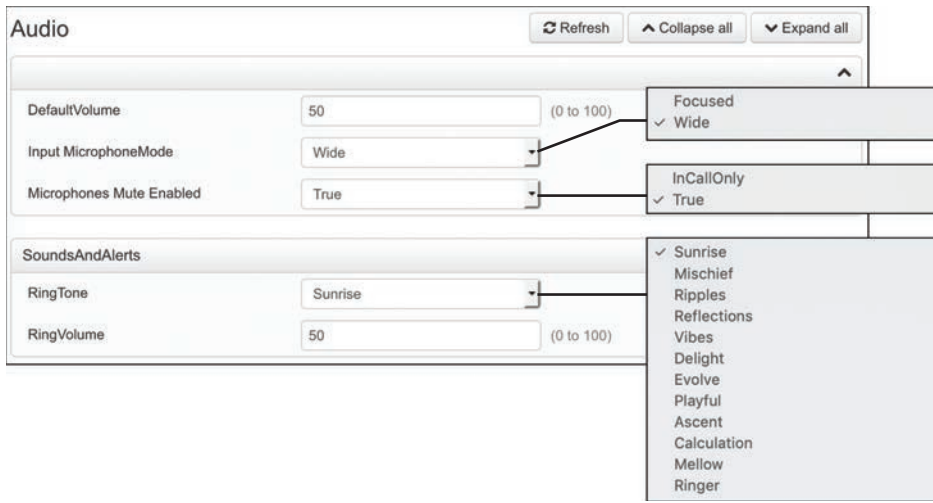 Audio
Refresh Collapse all Expand all
DefaultVolume 50 (0 to 100)
Input MicrophoneMode Wide
Microphones Mute Enabled True
SoundsAndAlerts
RingTone Sunrise
RingVolume 50 (0 to 100)
Focused
✓ Wide
InCallOnly
✓ True
✓ Sunrise
Mischief
Ripples
Reflections
Vibes
Delight
Evolve
Playful
Ascent
Calculation
Mellow
Ringer